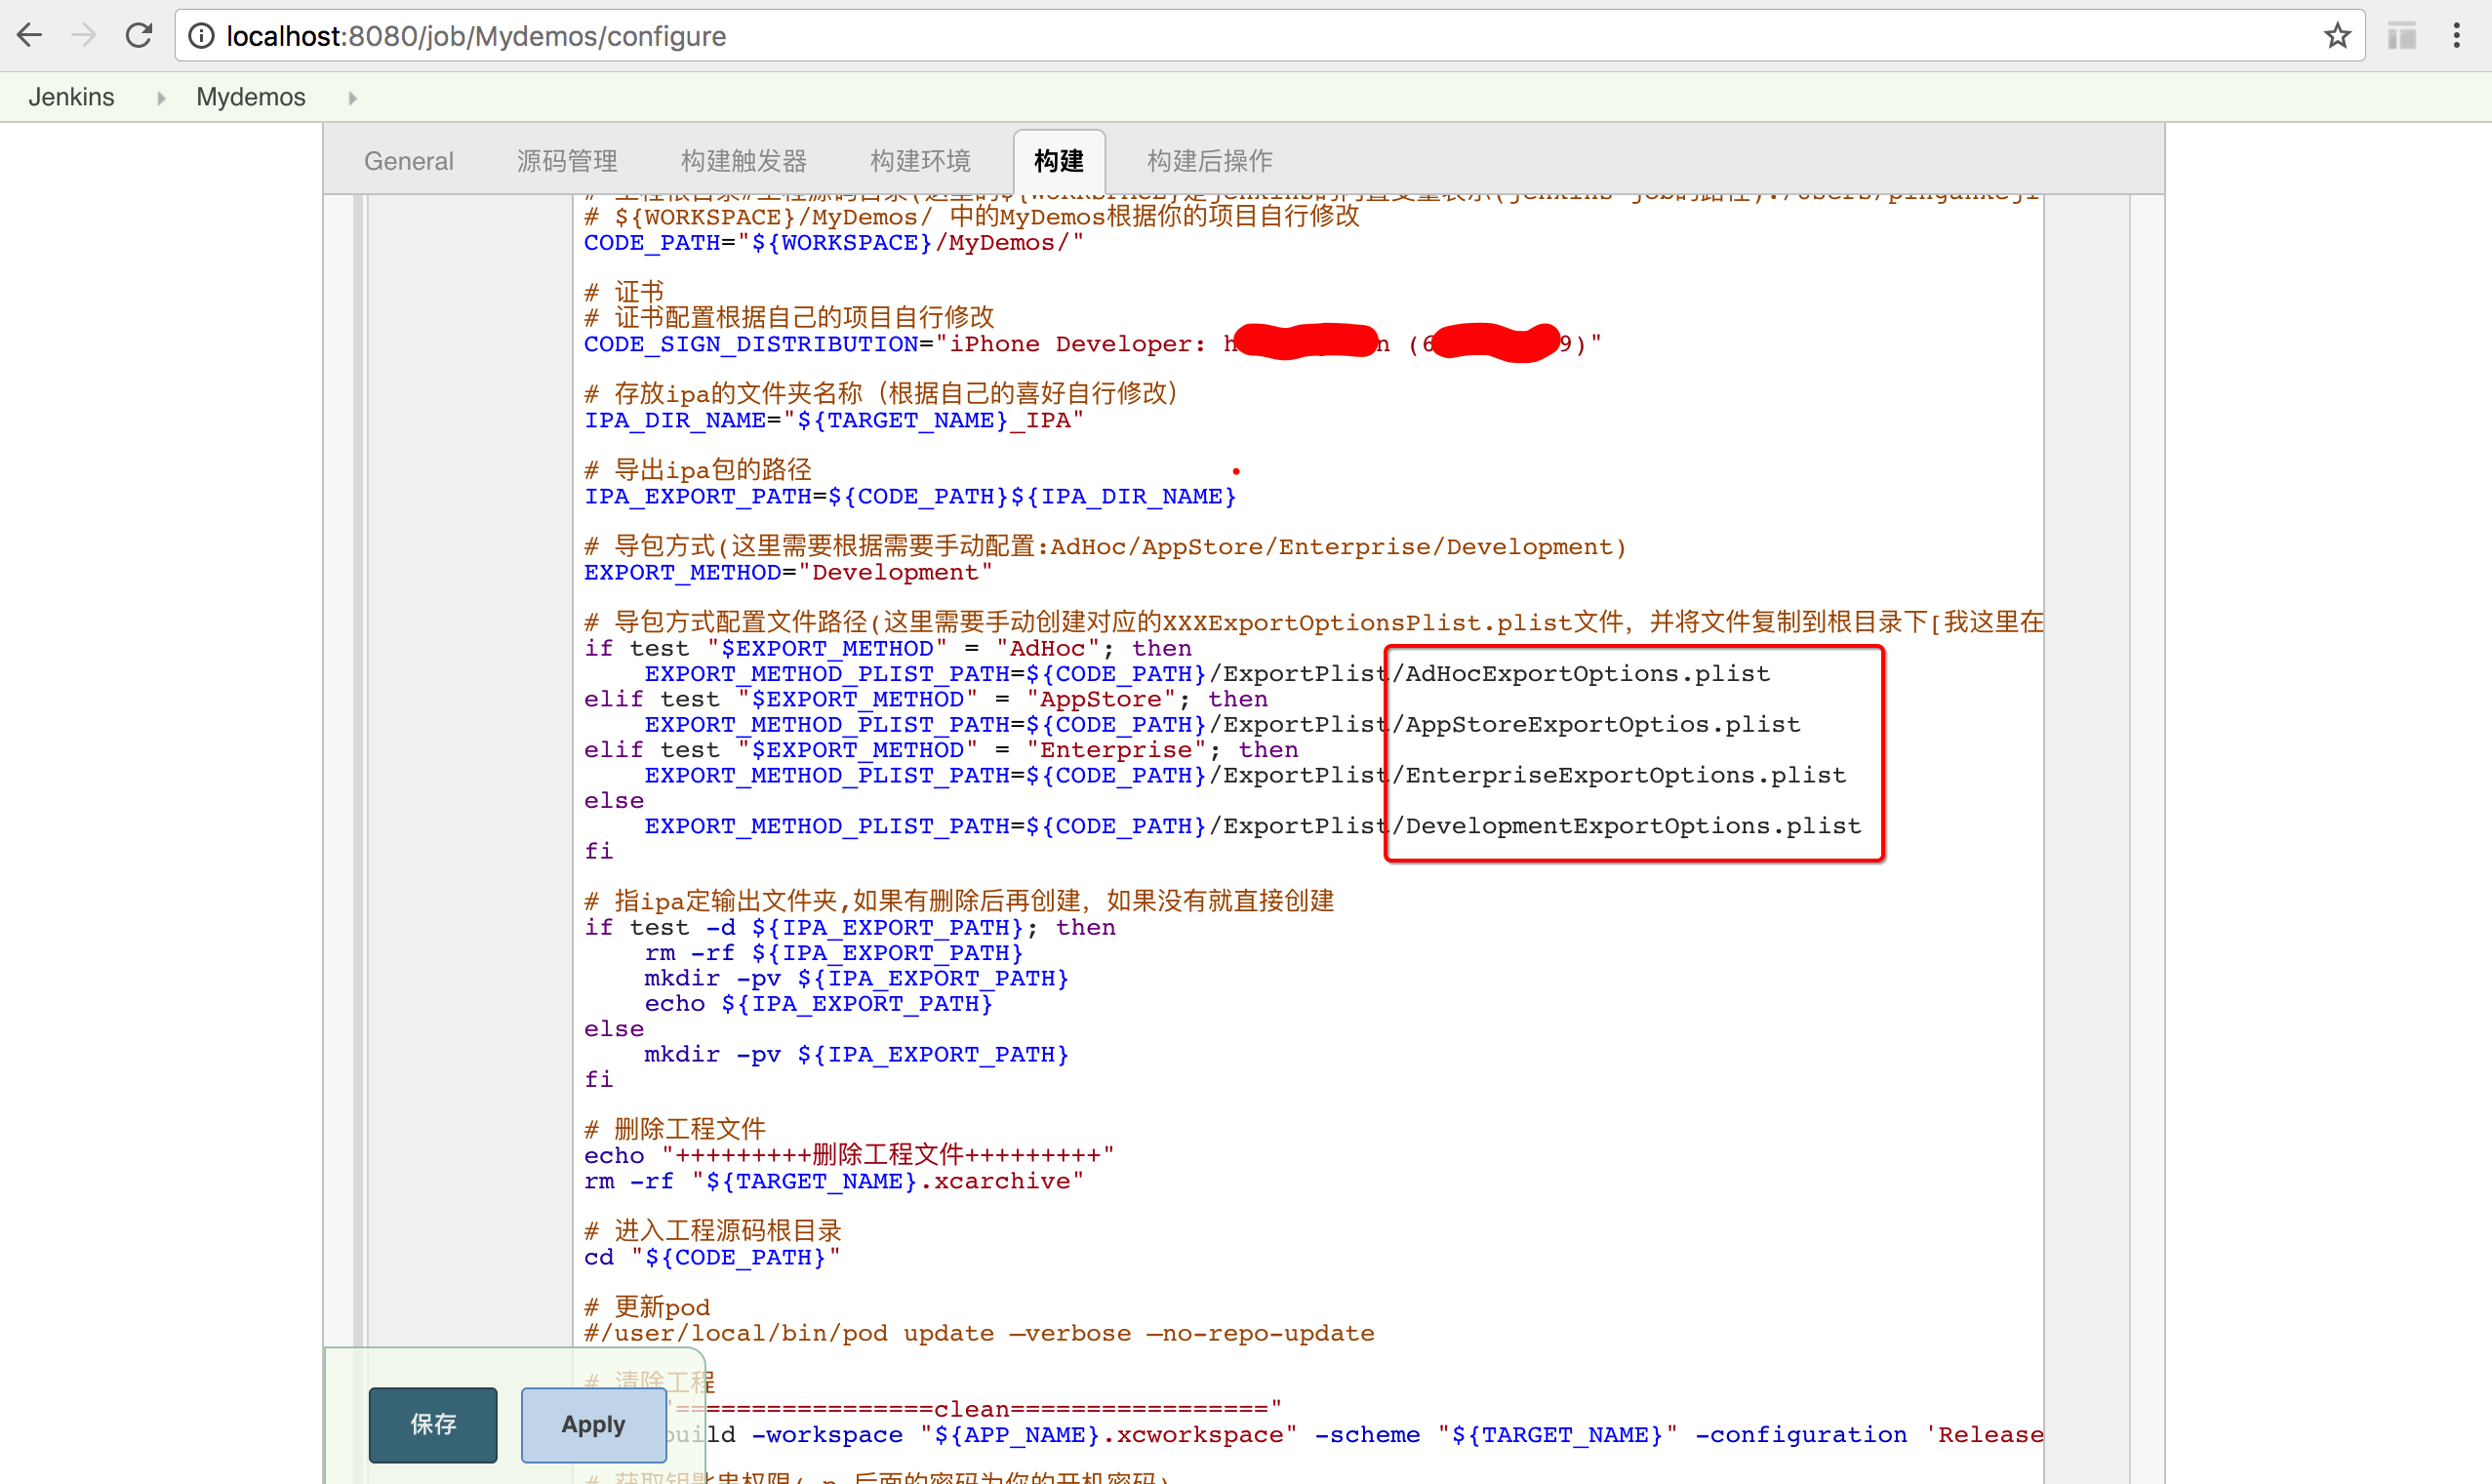 localhost:8080/job/Mydemos/configure
Jenkins Mydemos
General 源码管理 构建触发器 构建环境 构建 构建后操作
# ${WORKSPACE}/MyDemos/ 中的MyDemos根据你的项目自行修改
CODE_PATH="${WORKSPACE}/MyDemos/"
# 证书
# 证书配置根据自己的项目自行修改
CODE_SIGN_DISTRIBUTION="iPhone Developer: h n (6 9)"
# 存放ipa的文件夹名称（根据自己的喜好自行修改）
IPA_DIR_NAME="${TARGET_NAME}_IPA"
# 导出ipa包的路径
IPA_EXPORT_PATH=${CODE_PATH}${IPA_DIR_NAME}
# 导包方式(这里需要根据需要手动配置:AdHoc/AppStore/Enterprise/Development)
EXPORT_METHOD="Development"
# 导包方式配置文件路径(这里需要手动创建对应的XXXExportOptionsPlist.plist文件，并将文件复制到根目录下[我这里在
if test "$EXPORT_METHOD" = "AdHoc"; then
EXPORT_METHOD_PLIST_PATH=${CODE_PATH}/ExportPlist/AdHocExportOptions.plist
elif test "$EXPORT_METHOD" = "AppStore"; then
EXPORT_METHOD_PLIST_PATH=${CODE_PATH}/ExportPlist/AppStoreExportOptios.plist
elif test "$EXPORT_METHOD" = "Enterprise"; then
EXPORT_METHOD_PLIST_PATH=${CODE_PATH}/ExportPlist/EnterpriseExportOptions.plist
else
EXPORT_METHOD_PLIST_PATH=${CODE_PATH}/ExportPlist/DevelopmentExportOptions.plist
fi
# 指ipa定输出文件夹,如果有删除后再创建，如果没有就直接创建
if test -d ${IPA_EXPORT_PATH}; then
rm -rf ${IPA_EXPORT_PATH}
mkdir -pv ${IPA_EXPORT_PATH}
echo ${IPA_EXPORT_PATH}
else
mkdir -pv ${IPA_EXPORT_PATH}
fi
# 删除工程文件
echo "+++++++++删除工程文件+++++++++"
rm -rf "${TARGET_NAME}.xcarchive"
# 进入工程源码根目录
cd "${CODE_PATH}"
# 更新pod
#/user/local/bin/pod update —verbose —no-repo-update
# 清除工程
=================clean================="
uild -workspace "${APP_NAME}.xcworkspace" -scheme "${TARGET_NAME}" -configuration 'Release
保存 Apply